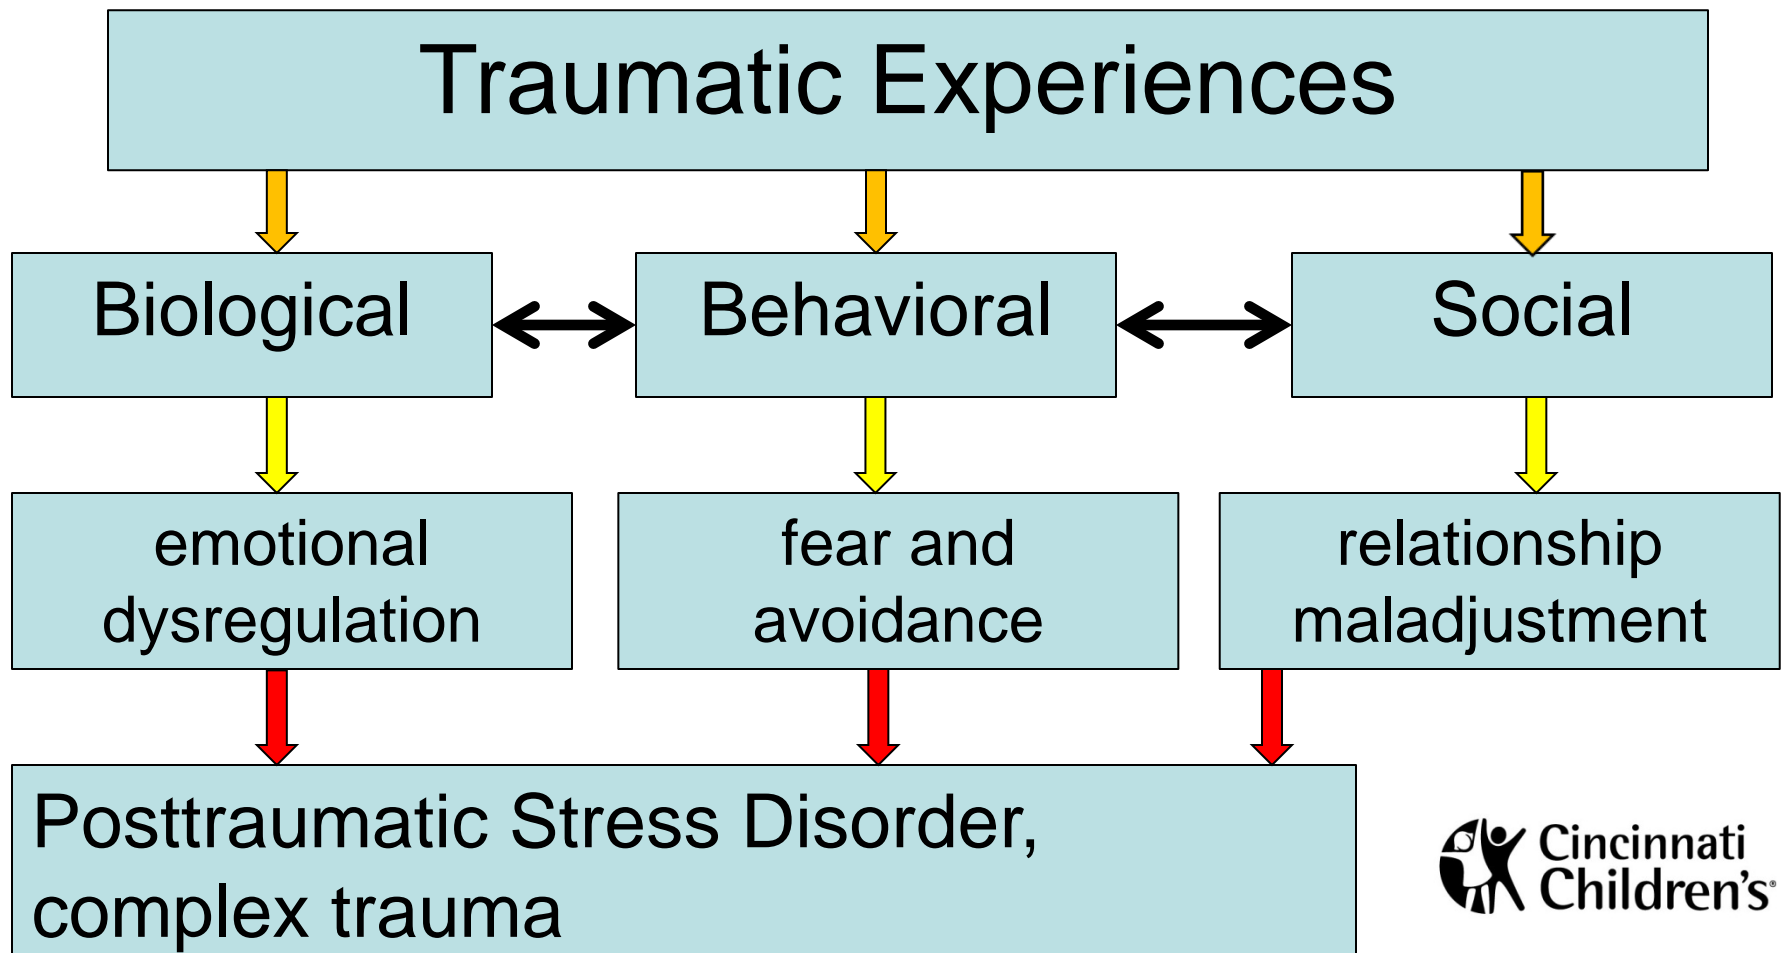 Traumatic Experiences
Biological
Behavioral
Social
emotional
dysregulation
fear and
avoidance
relationship
maladjustment
Posttraumatic Stress Disorder,
complex trauma
Cincinnati
Children's®